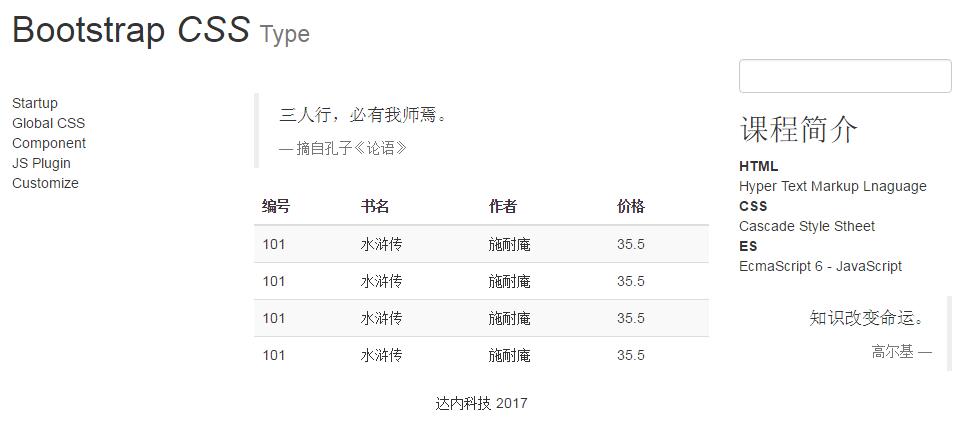 Bootstrap CSS Type
Startup
Global CSS
Component
JS Plugin
Customize
三人行，必有我师焉。
— 摘自孔子《论语》
编号 书名 作者 价格
101 水浒传 施耐庵 35.5
101 水浒传 施耐庵 35.5
101 水浒传 施耐庵 35.5
101 水浒传 施耐庵 35.5
课程简介
HTML
Hyper Text Markup Lnaguage
CSS
Cascade Style Stheet
ES
EcmaScript 6 - JavaScript
知识改变命运。
高尔基 —
达内科技 2017